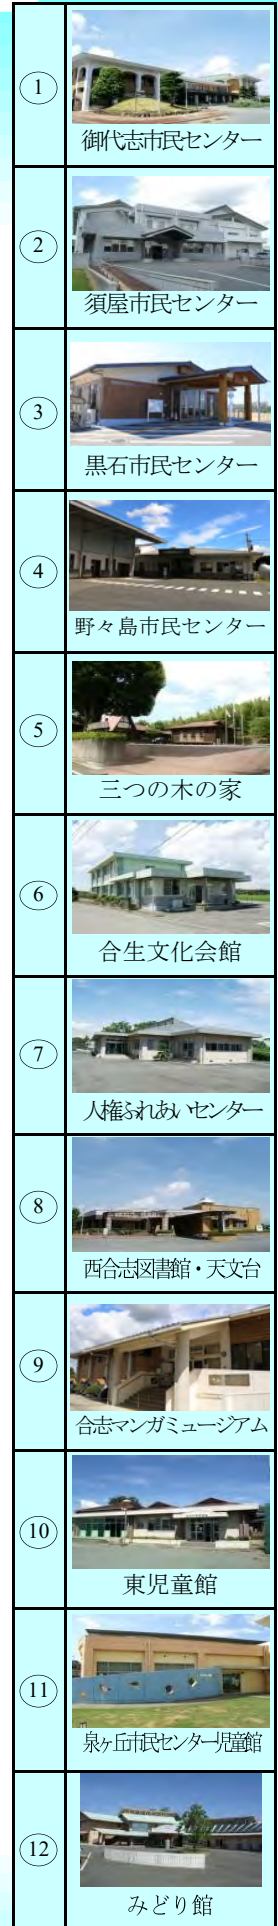 1
御代志市民センター
2
須屋市民センター
3
黒石市民センター
4
野々島市民センター
5
三つの木の家
6
合生文化会館
7
人権ふれあいセンター
8
西合志図書館・天文台
9
合志マンガミュージアム
10
東児童館
11
泉ヶ丘市民センター児童館
12
みどり館